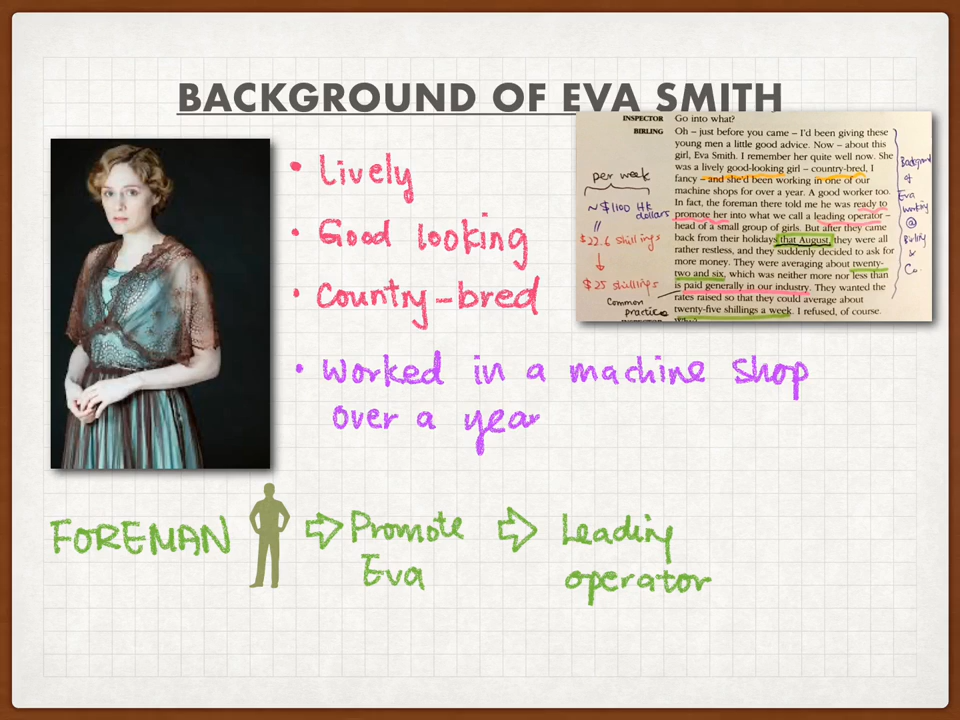 BACKGROUND OF EVA SMITH
• Lively
• Good looking
• Country-bred
• Worked in a machine shop
over a year
FOREMAN ⇨ Promote ⇨ Leading
Eva operator
INSPECTOR Go into what?
BIRLING Oh – just before you came – I'd been giving these
young men a little good advice. Now – about this
girl, Eva Smith. I remember her quite well now. She
was a lively good-looking girl – country-bred, I
fancy – and she'd been working in one of our
machine shops for over a year. A good worker too.
In fact, the foreman there told me he was ready to
promote her into what we call a leading operator –
head of a small group of girls. But after they came
back from their holidays that August, they were all
rather restless, and they suddenly decided to ask for
more money. They were averaging about twenty-
two and six, which was neither more nor less than
is paid generally in our industry. They wanted the
rates raised so that they could average about
twenty-five shillings a week. I refused, of course.
Why?
per week
~ $1100 HK
dollars
$22.6 shillings
↓
$25 shillings
Common
practice
Background
of
Eva
working
@
&
Co.